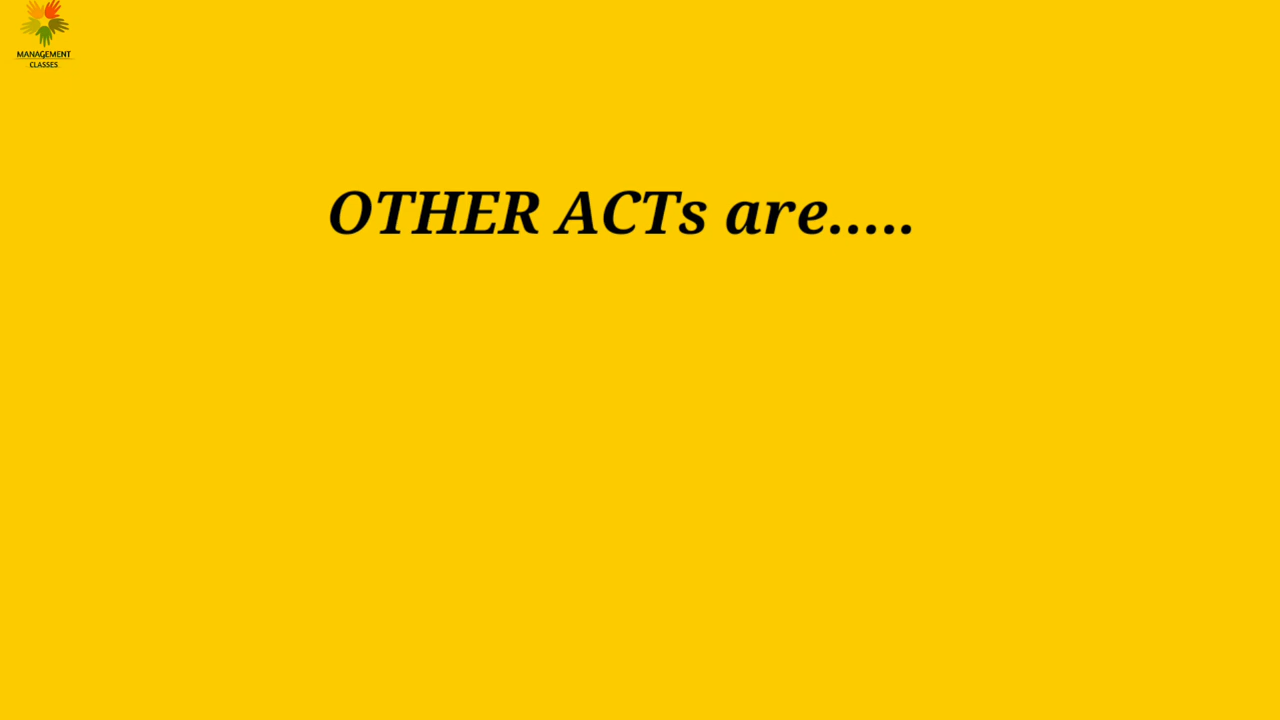 MANAGEMENT
CLASSES
OTHER ACTs are.....